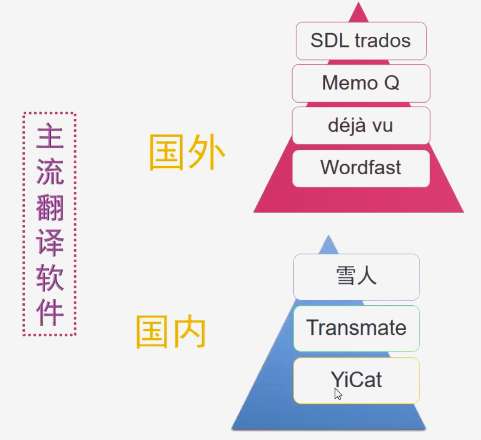 主流翻译软件
国外
SDL trados
Memo Q
déjà vu
Wordfast
国内
雪人
Transmate
YiCat